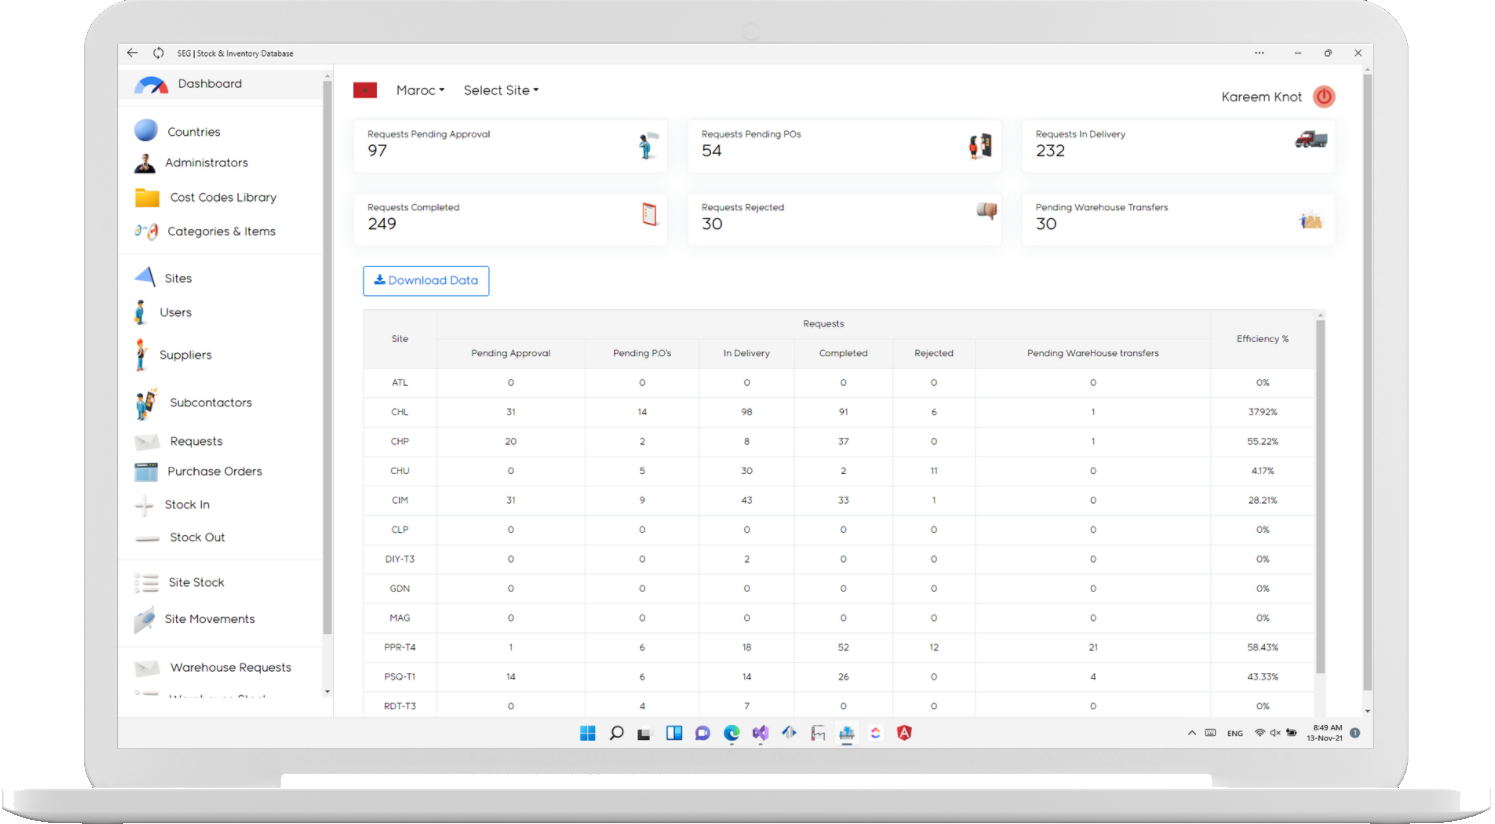 SEG | Stock & Inventory Database
Dashboard
Countries
Administrators
Cost Codes Library
Categories & Items
Sites
Users
Suppliers
Subcontactors
Requests
Purchase Orders
Stock In
Stock Out
Site Stock
Site Movements
Warehouse Requests
Maroc Select Site
Kareem Knot
Requests Pending Approval
97
Requests Pending POs
54
Requests In Delivery
232
Requests Completed
249
Requests Rejected
30
Pending Warehouse Transfers
30
Download Data
Site Requests Efficiency %
Pending Approval Pending P.O's In Delivery Completed Rejected Pending WareHouse transfers
ATL 0 0 0 0 0 0 0%
CHL 31 14 98 91 6 1 37.92%
CHP 20 2 8 37 0 1 55.22%
CHU 0 5 30 2 11 0 4.17%
CIM 31 9 43 33 1 0 28.21%
CLP 0 0 0 0 0 0 0%
DIY-T3 0 0 2 0 0 0 0%
GDN 0 0 0 0 0 0 0%
MAG 0 0 0 0 0 0 0%
PPR-T4 1 6 18 52 12 21 58.43%
PSQ-T1 14 6 14 26 0 4 43.33%
RDT-T3 0 4 7 0 0 0 0%
ENG
8:49 AM
13-Nov-21
1